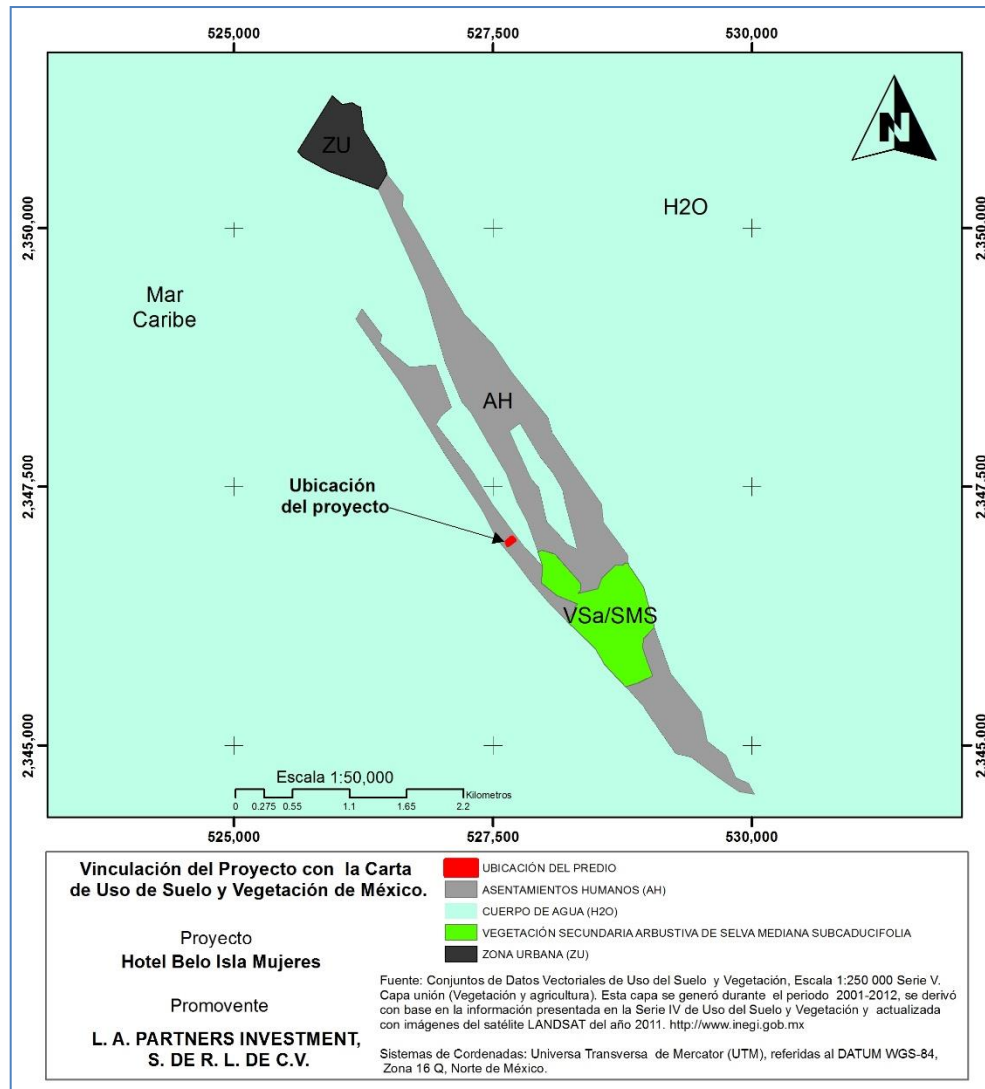 525,000 527,500 530,000
ZU
N
H2O
2,350,000 2,350,000
Mar
Caribe
AH
2,347,500 2,347,500
Ubicación
del proyecto
VSa/SMS
2,345,000 2,345,000
Escala 1:50,000
Kilometros
0 0.275 0.55 1.1 1.65 2.2
525,000 527,500 530,000
Vinculación del Proyecto con la Carta
de Uso de Suelo y Vegetación de México.
Proyecto
Hotel Belo Isla Mujeres
Promovente
L. A. PARTNERS INVESTMENT,
S. DE R. L. DE C.V.
UBICACIÓN DEL PREDIO
ASENTAMIENTOS HUMANOS (AH)
CUERPO DE AGUA (H2O)
VEGETACIÓN SECUNDARIA ARBUSTIVA DE SELVA MEDIANA SUBCADUCIFOLIA
ZONA URBANA (ZU)
Fuente: Conjuntos de Datos Vectoriales de Uso del Suelo y Vegetación, Escala 1:250 000 Serie V.
Capa unión (Vegetación y agricultura). Esta capa se generó durante el periodo 2001-2012, se derivó
con base en la información presentada en la Serie IV de Uso del Suelo y Vegetación y actualizada
con imágenes del satélite LANDSAT del año 2011. http://www.inegi.gob.mx
Sistemas de Cordenadas: Universa Transversa de Mercator (UTM), referidas al DATUM WGS-84,
Zona 16 Q, Norte de México.